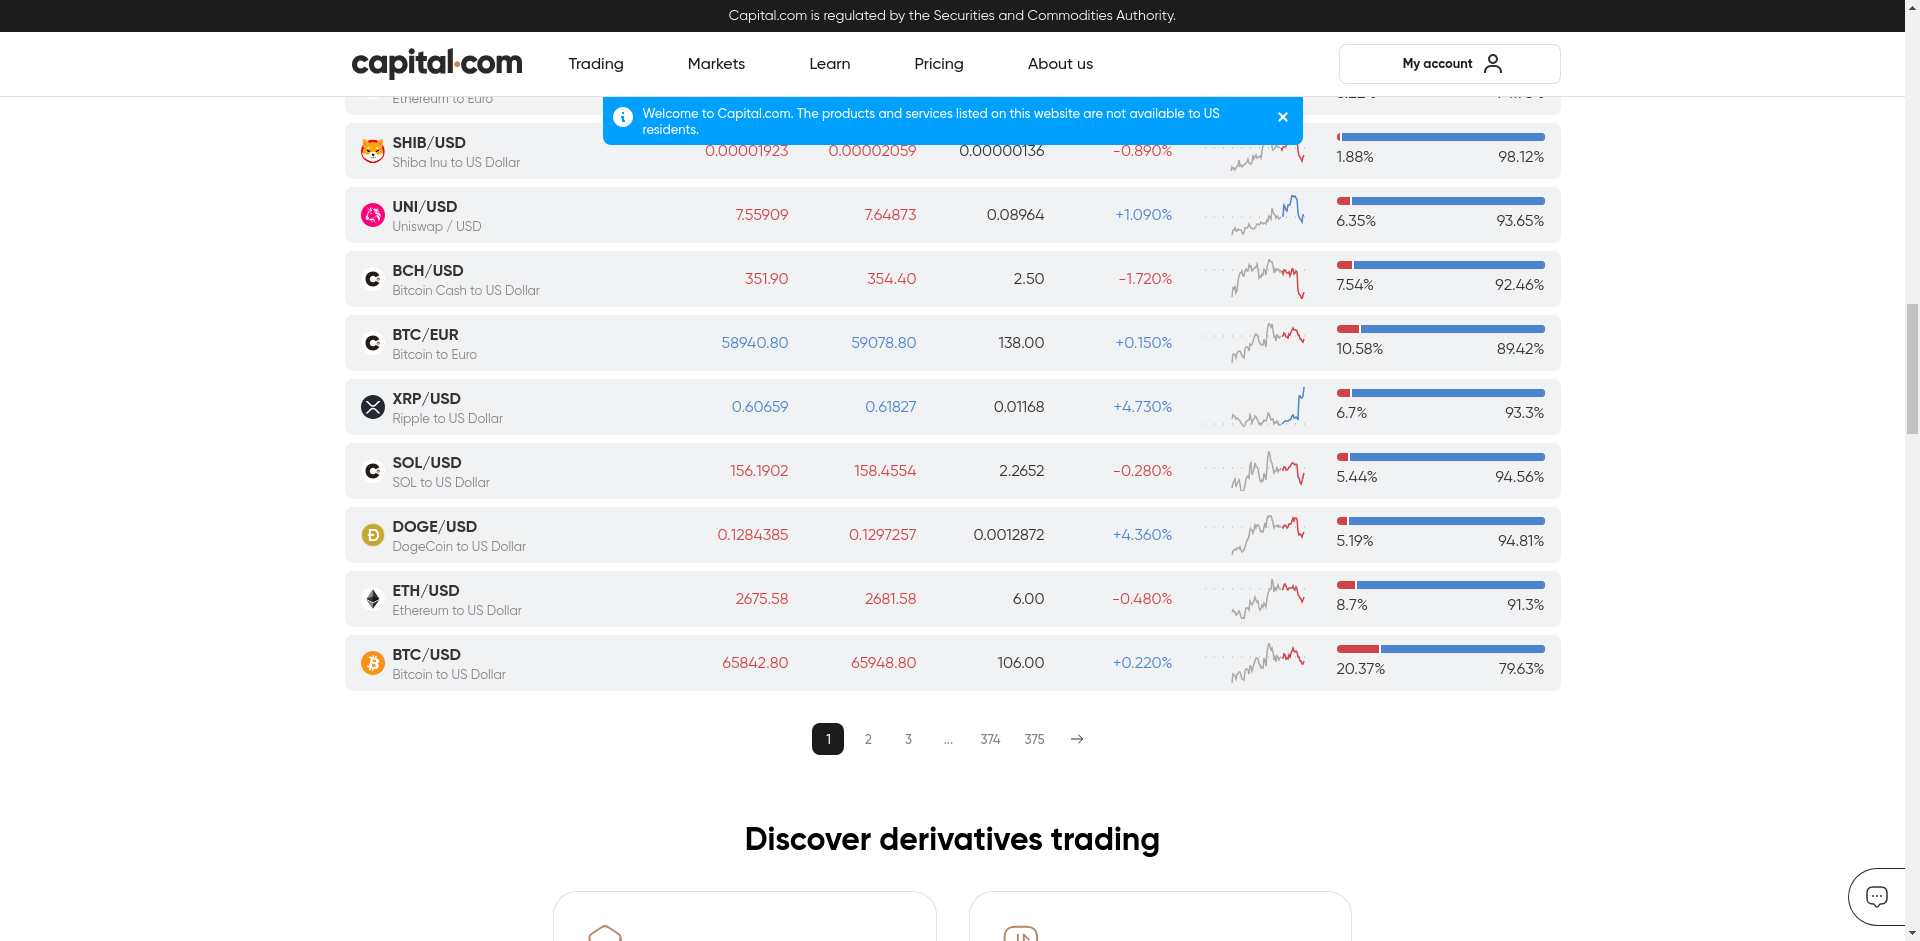 Capital.com is regulated by the Securities and Commodities Authority.
capital.com Trading Markets Learn Pricing About us My account
Ethereum to Euro
Welcome to Capital.com. The products and services listed on this website are not available to US
residents.
SHIB/USD
Shiba Inu to US Dollar
0.00001923 0.00002059 0.00000136 -0.890% 1.88% 98.12%
UNI/USD
Uniswap / USD
7.55909 7.64873 0.08964 +1.090% 6.35% 93.65%
BCH/USD
Bitcoin Cash to US Dollar
351.90 354.40 2.50 -1.720% 7.54% 92.46%
BTC/EUR
Bitcoin to Euro
58940.80 59078.80 138.00 +0.150% 10.58% 89.42%
XRP/USD
Ripple to US Dollar
0.60659 0.61827 0.01168 +4.730% 6.7% 93.3%
SOL/USD
SOL to US Dollar
156.1902 158.4554 2.2652 -0.280% 5.44% 94.56%
DOGE/USD
DogeCoin to US Dollar
0.1284385 0.1297257 0.0012872 +4.360% 5.19% 94.81%
ETH/USD
Ethereum to US Dollar
2675.58 2681.58 6.00 -0.480% 8.7% 91.3%
BTC/USD
Bitcoin to US Dollar
65842.80 65948.80 106.00 +0.220% 20.37% 79.63%
1 2 3 ... 374 375
Discover derivatives trading